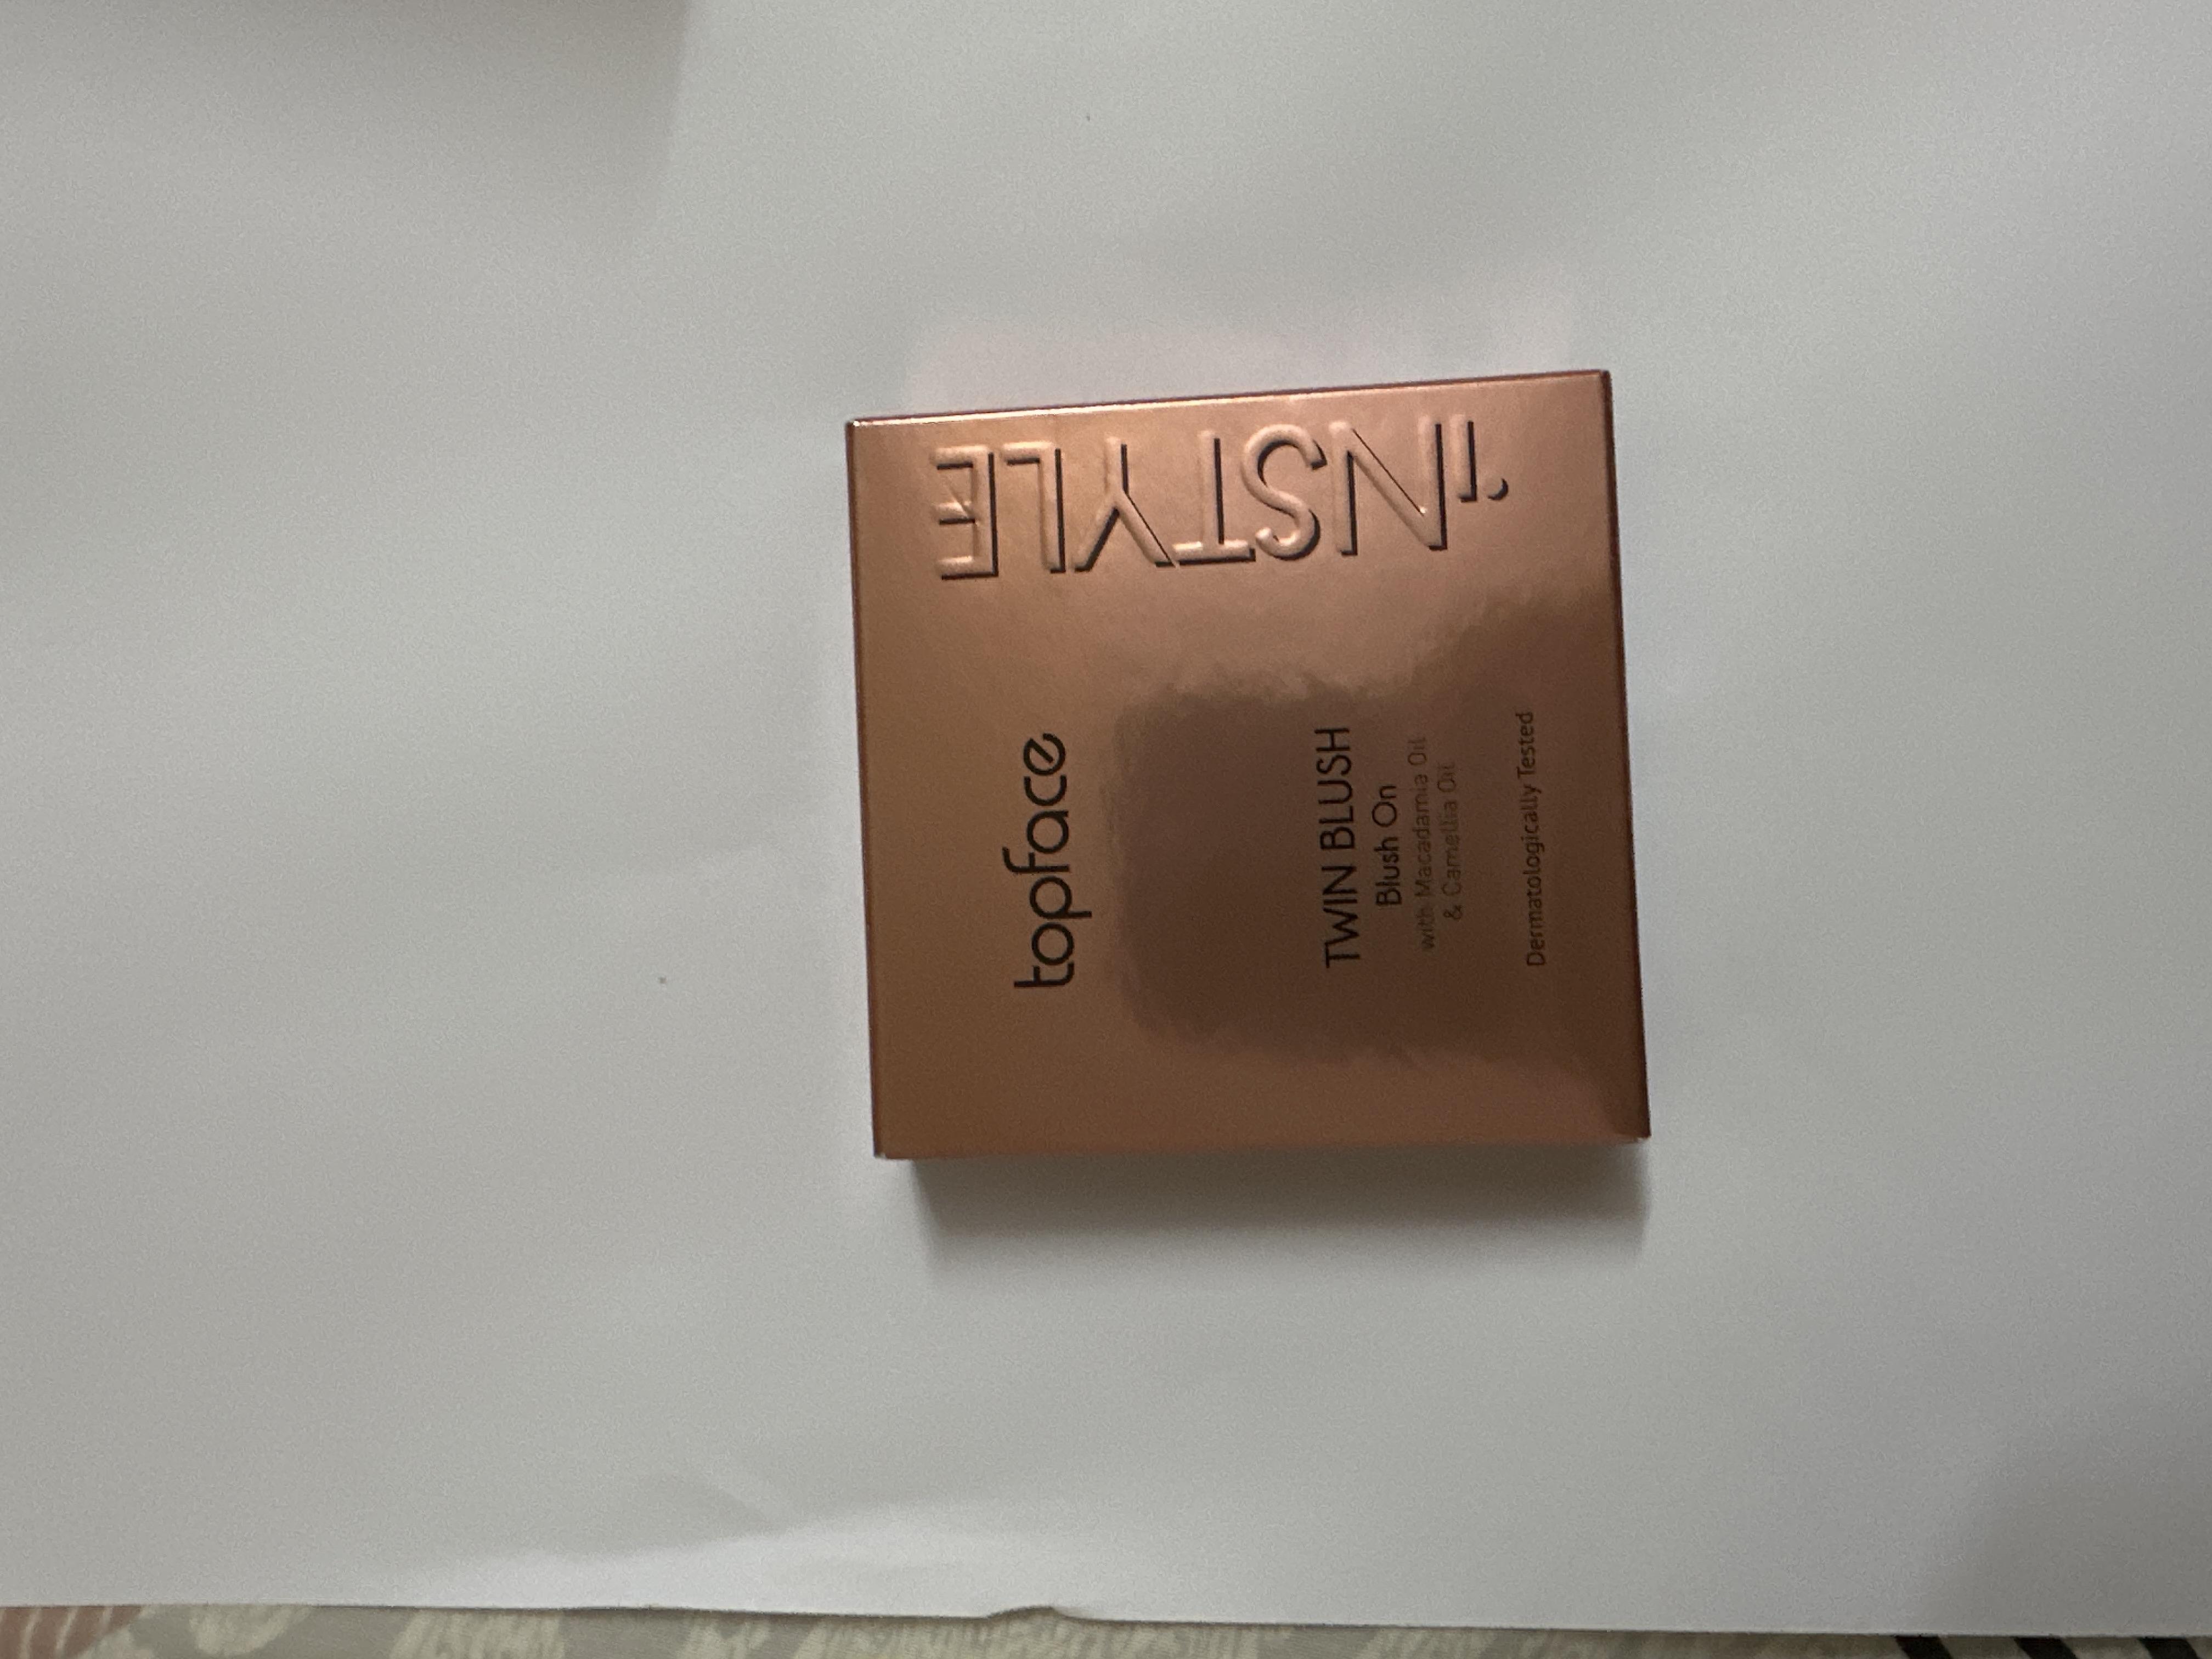 topface
TWIN BLUSH
Blush On
with Macadamia Oil
& Camellia Oil
Dermatologically Tested
iNSTYLE